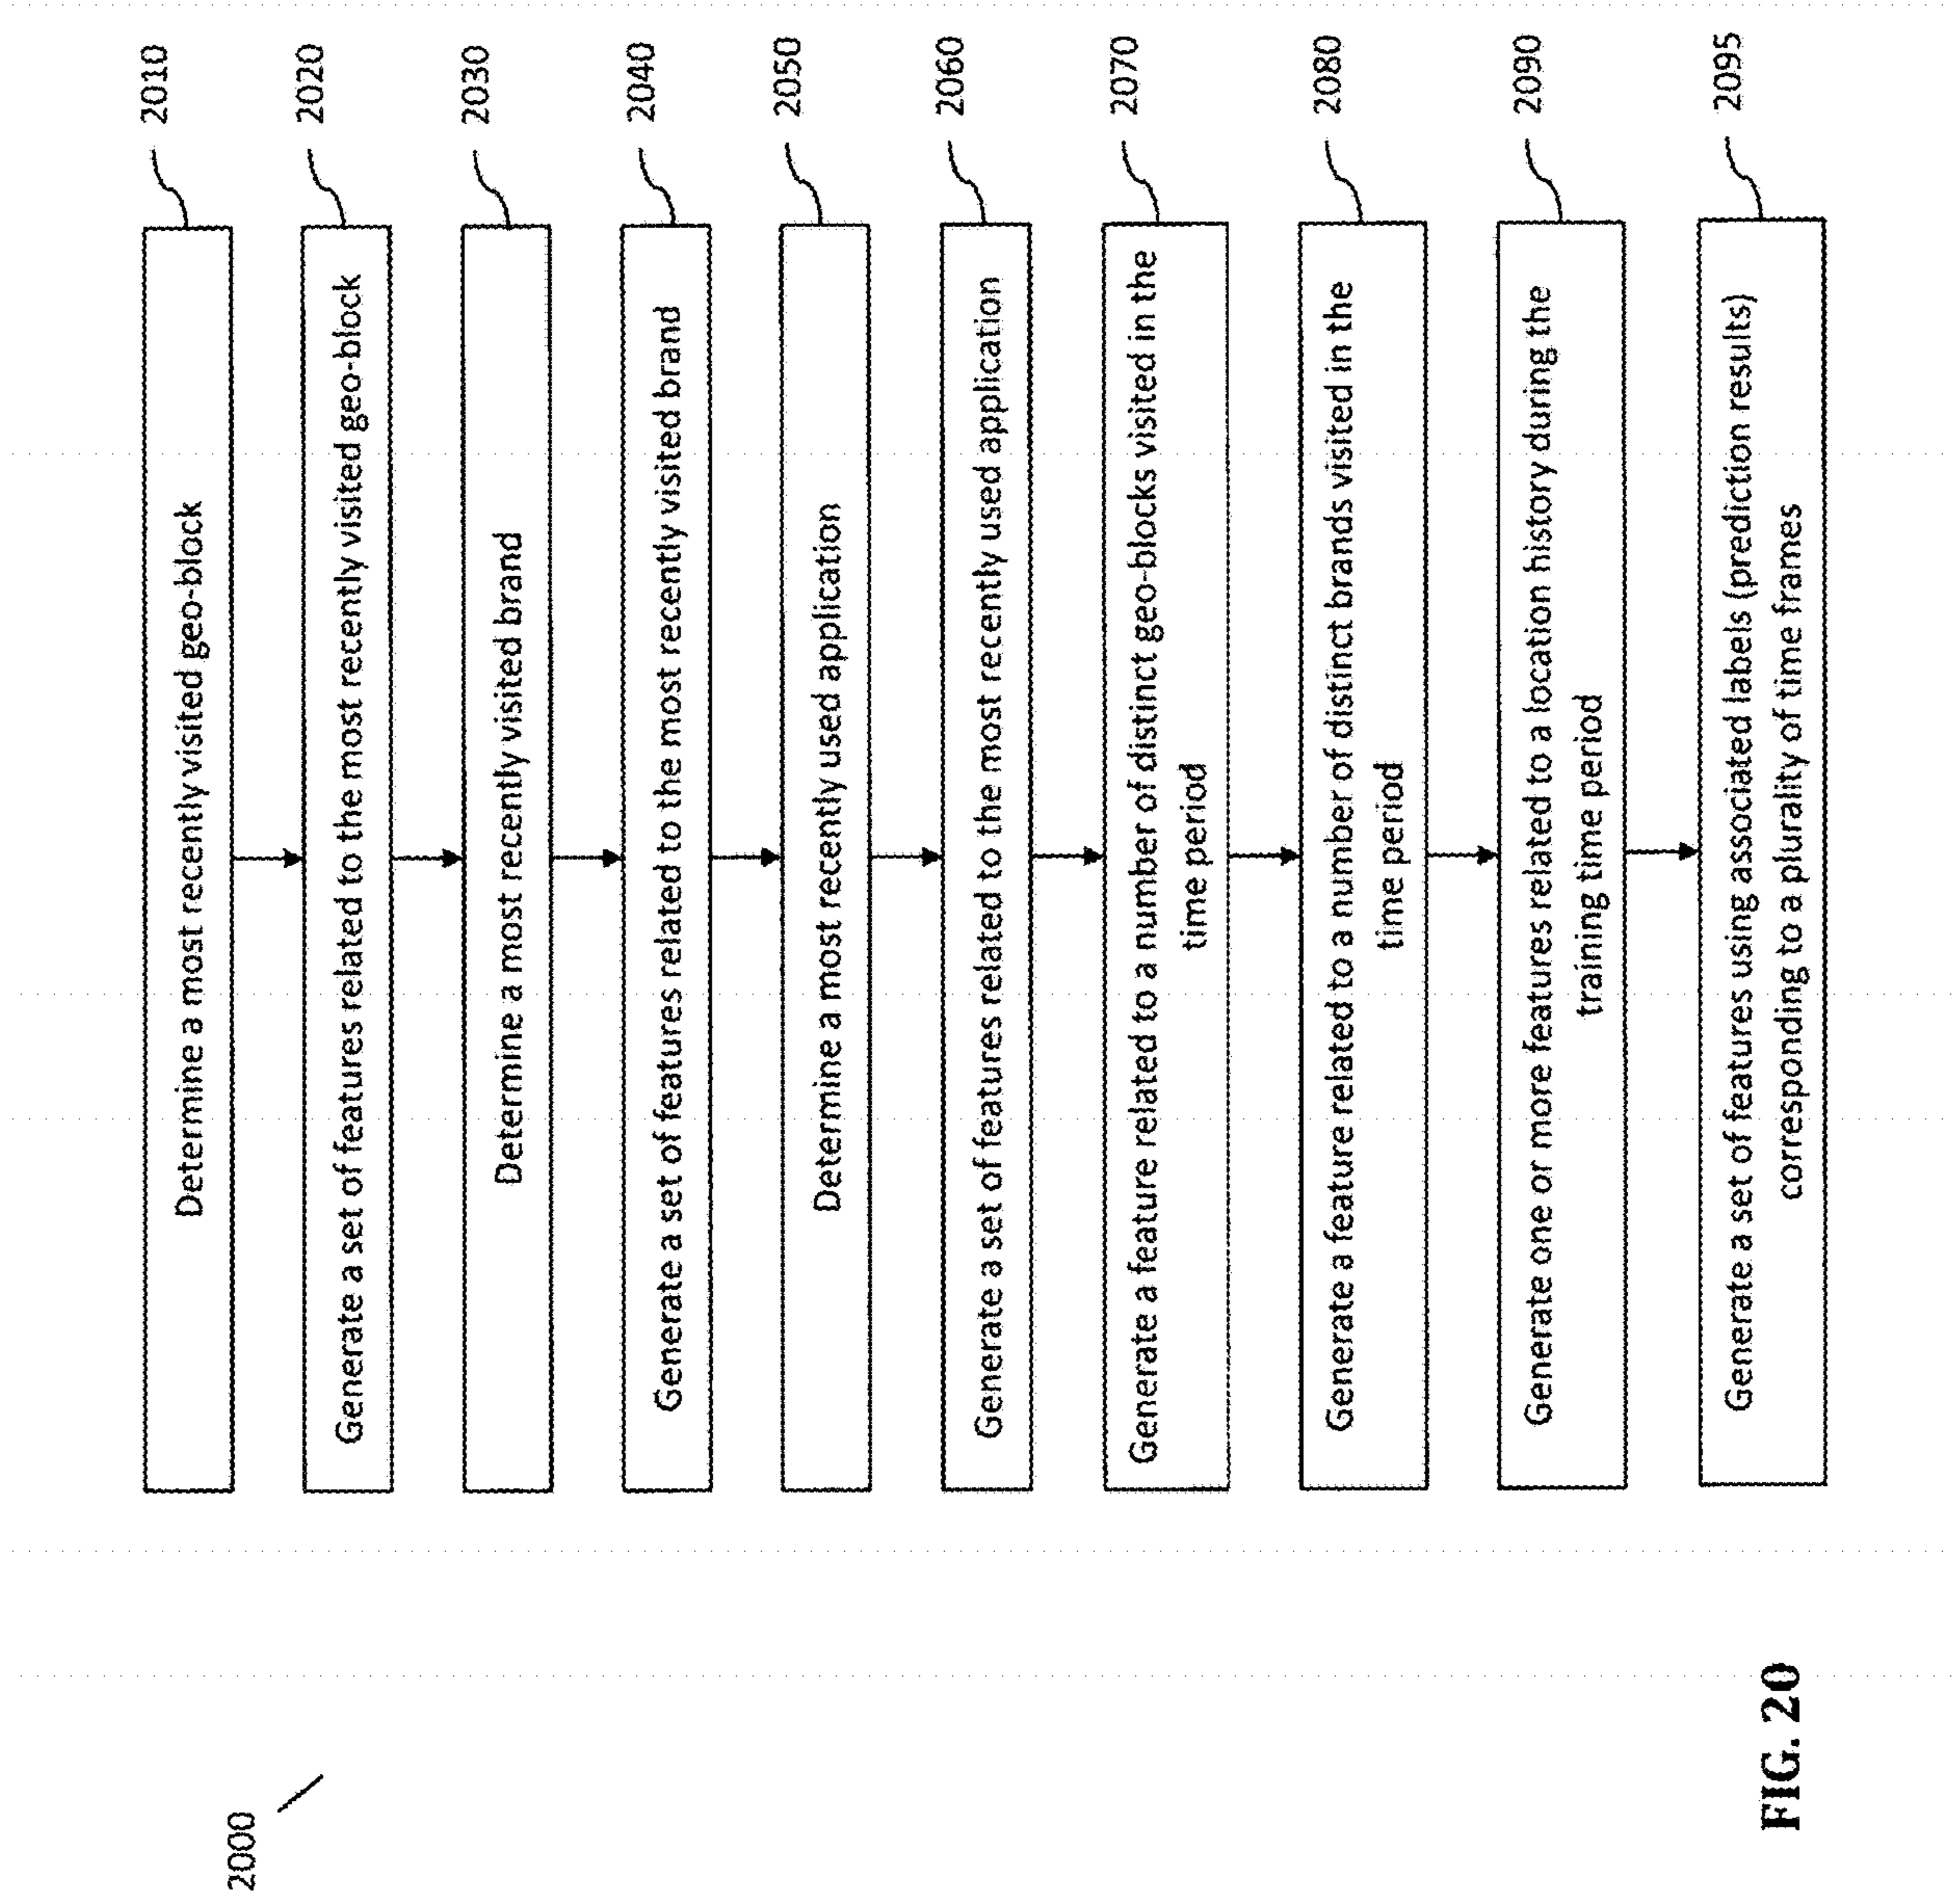 2000
Determine a most recently visited geo-block
2010
Generate a set of features related to the most recently visited geo-block
2020
Determine a most recently visited brand
2030
Generate a set of features related to the most recently visited brand
2040
Determine a most recently used application
2050
Generate a set of features related to the most recently used application
2060
Generate a feature related to a number of distinct geo-blocks visited in the
time period
2070
Generate a feature related to a number of distinct brands visited in the
time period
2080
Generate one or more features related to a location history during the
training time period
2090
Generate a set of features using associated labels (prediction results)
corresponding to a plurality of time frames
2095
FIG. 20